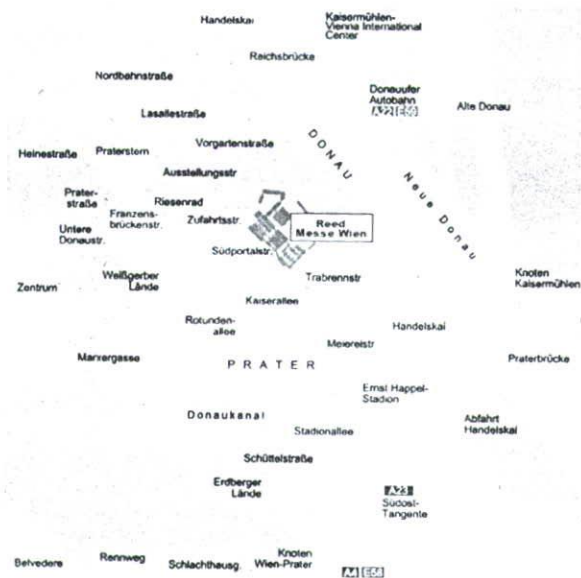 Handelskai
Kaisermühlen-
Vienna International
Center
Reichsbrücke
Nordbahnstraße
Donauufer
Autobahn
A22 E59
Alte Donau
Lasallestraße
Vorgartenstraße
DONAU
Heinestraße
Praterstern
Ausstellungsstr
Neue Donau
Prater-
straße
Riesenrad
Franzens-
brückenstr.
Zufahrtsstr.
Reed
Messe Wien
Untere
Donaustr.
Südportalstr.
Trabrennstr
Weißgerber
Lände
Zentrum
Knoten
Kaisermühlen
Kaiserallee
Rotunden-
allee
Handelskai
Meiereistr
Marxergasse
PRATER
Praterbrücke
Ernst Happel-
Stadion
Donaukanal
Stadionallee
Abfahrt
Handelskai
Schüttelstraße
Erdberger
Lände
A23
Südost-
Tangente
Belvedere
Rennweg
Schlachthausg.
Knoten
Wien-Prater
A4 E58